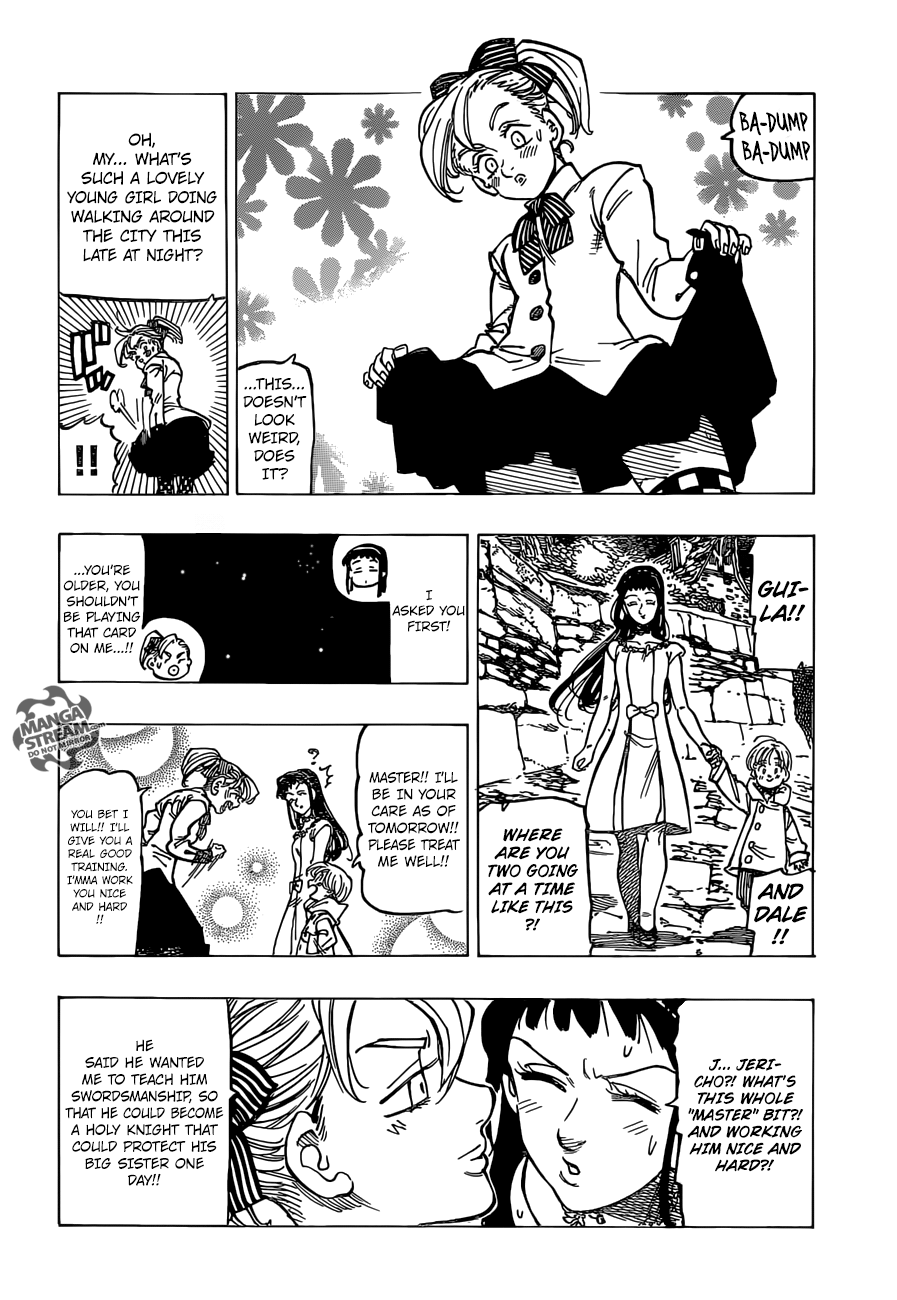 BA-DUMP
BA-DUMP
...THIS...
DOESN'T
LOOK
WEIRD,
DOES
IT?
OH,
MY... WHAT'S
SUCH A LOVELY
YOUNG GIRL DOING
WALKING AROUND
THE CITY THIS
LATE AT NIGHT?
!!
GUI-
LA!!
AND
DALE
!!
WHERE
ARE YOU
TWO GOING
AT A TIME
LIKE THIS
?!
I
ASKED YOU
FIRST!
...YOU'RE
OLDER, YOU
SHOULDN'T
BE PLAYING
THAT CARD
ON ME...!!
MASTER!! I'LL
BE IN YOUR
CARE AS OF
TOMORROW!!
PLEASE TREAT
ME WELL!!
?
YOU BET I
WILL!! I'LL
GIVE YOU A
REAL GOOD
TRAINING.
I'MMA WORK
YOU NICE
AND HARD
!!
J... JERI-
CHO?! WHAT'S
THIS WHOLE
"MASTER" BIT?!
AND WORKING
HIM NICE AND
HARD?!
HE
SAID HE WANTED
ME TO TEACH HIM
SWORDSMANSHIP, SO
THAT HE COULD BECOME
A HOLY KNIGHT THAT
COULD PROTECT HIS
BIG SISTER ONE
DAY!!
MANGA
STREAM.com
DO NOT MIRROR